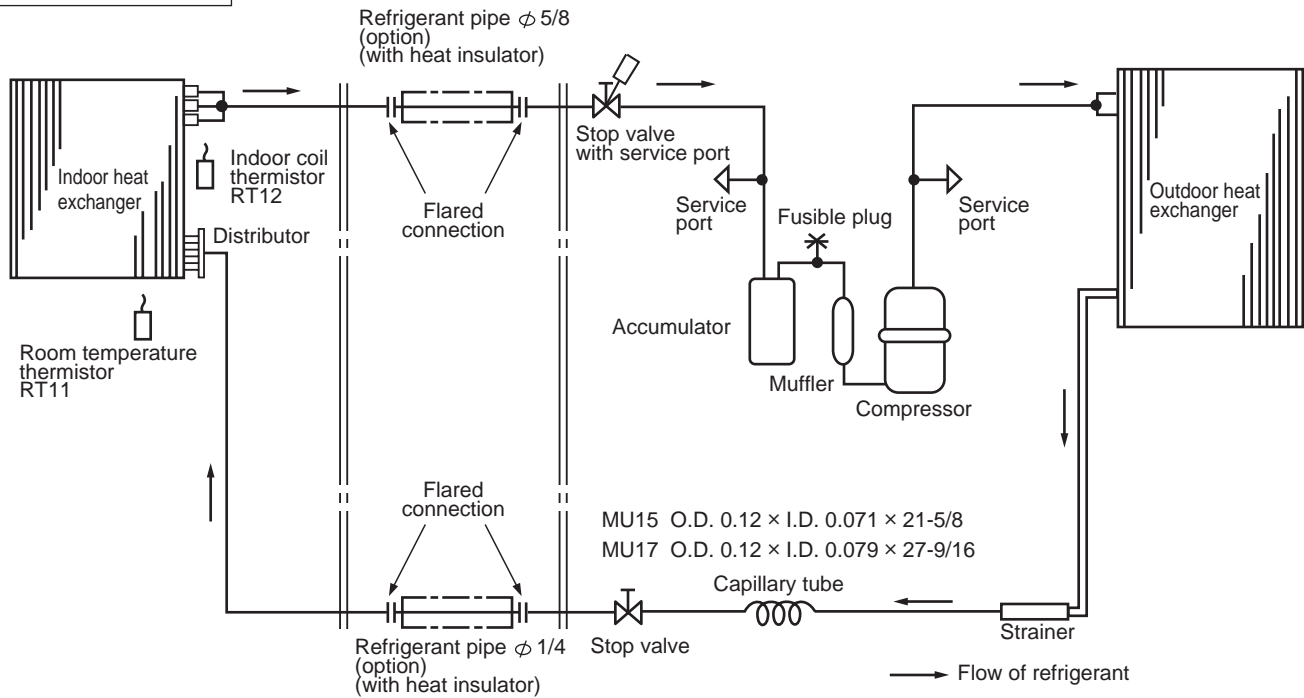 Refrigerant pipe ϕ 5/8
(option)
(with heat insulator)
Stop valve
with service port
Indoor heat
exchanger
Indoor coil
thermistor
RT12
Flared
connection
Service
port
Fusible plug
Service
port
Outdoor heat
exchanger
Distributor
Accumulator
Room temperature
thermistor
RT11
Muffler
Compressor
Flared
connection
MU15 O.D. 0.12 × I.D. 0.071 × 21-5/8
MU17 O.D. 0.12 × I.D. 0.079 × 27-9/16
Capillary tube
Strainer
Refrigerant pipe ϕ 1/4
(option)
(with heat insulator)
Stop valve
Flow of refrigerant